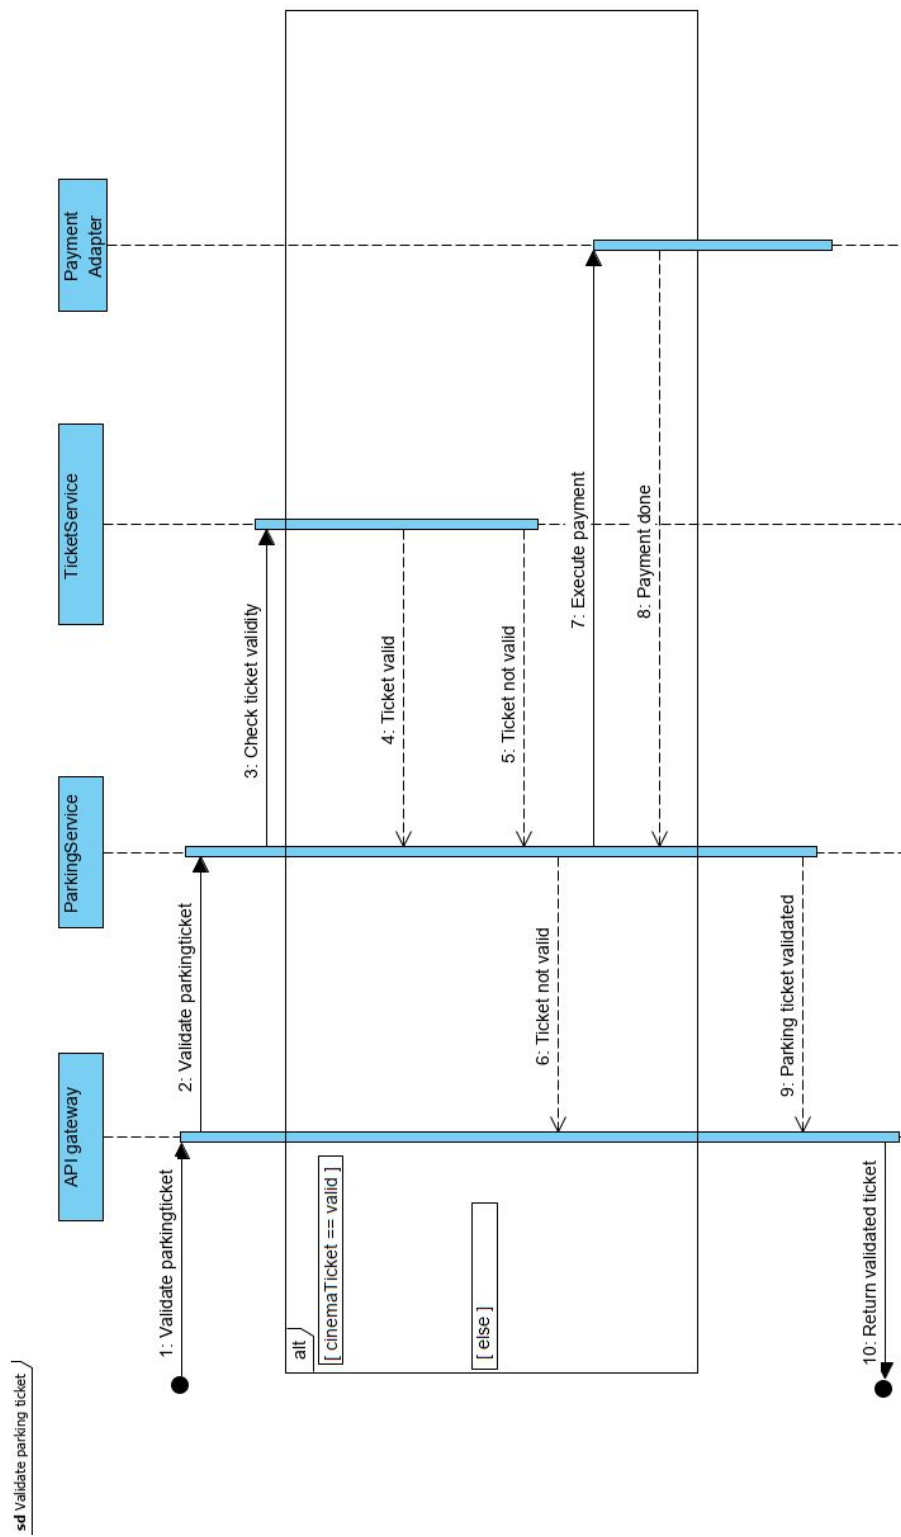 sd Validate parking ticket
API gateway
ParkingService
TicketService
Payment
Adapter
1: Validate parkingticket
2: Validate parkingticket
3: Check ticket validity
alt
[ cinemaTicket == valid ]
4: Ticket valid
[ else ]
5: Ticket not valid
6: Ticket not valid
7: Execute payment
8: Payment done
9: Parking ticket validated
10: Return validated ticket